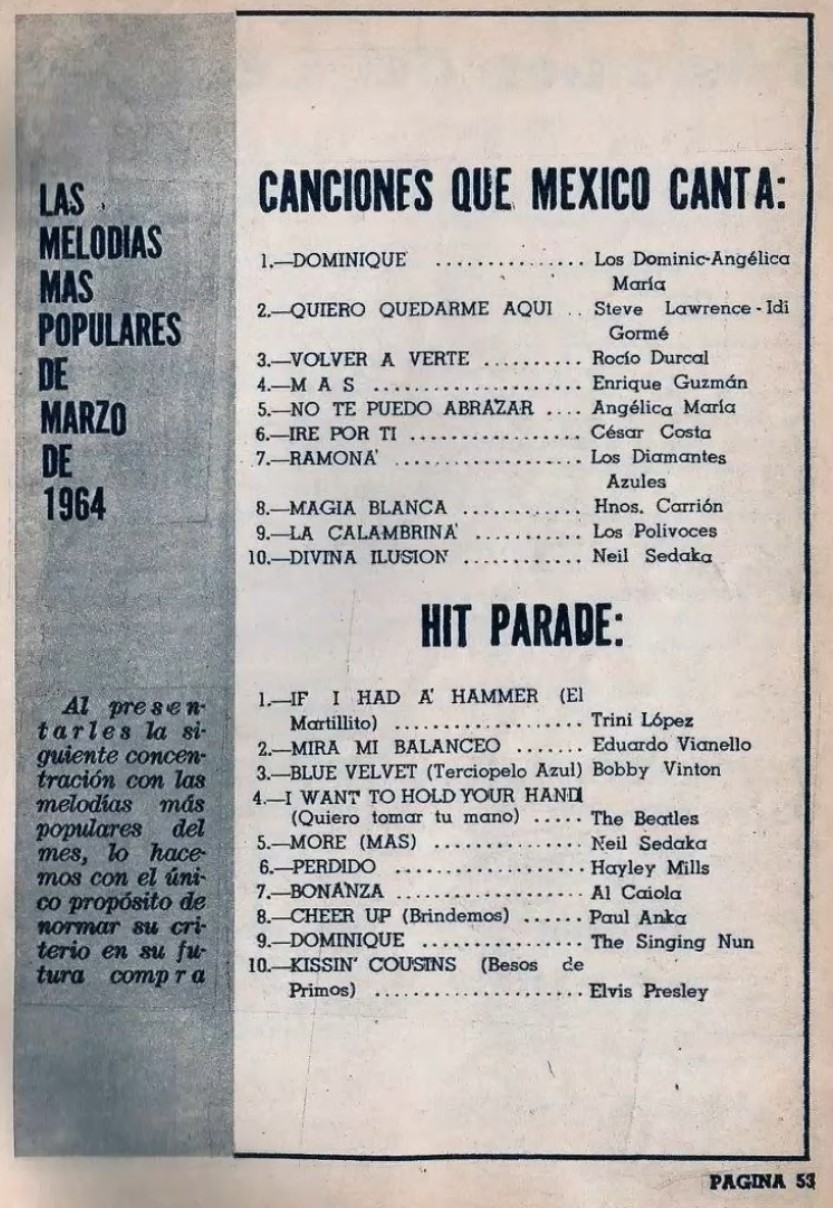 LAS
MELODIAS
MAS
POPULARES
DE
MARZO
DE
1964
Al presen-
tarles la si-
guiente concen-
tración con las
melodías más
populares del
mes, lo hace-
mos con el úni-
co propósito de
normar su cri-
terio en su fu-
tura compra
CANCIONES QUE MEXICO CANTA:
1.—DOMINIQUE ............... Los Dominic-Angélica
María
2.—QUIERO QUEDARME AQUI .. Steve Lawrence - Idi
Gormé
3.—VOLVER A VERTE .......... Rocío Durcal
4.—M A S ..................... Enrique Guzmán
5.—NO TE PUEDO ABRAZAR .... Angélica María
6.—IRE POR TI ................. César Costa
7.—RAMONA ................... Los Diamantes
Azules
8.—MAGIA BLANCA ............ Hnos. Carrión
9.—LA CALAMBRINA ........... Los Polivoces
10.—DIVINA ILUSION ............ Neil Sedaka
HIT PARADE:
1.—IF I HAD A HAMMER (El
Martillito) ................... Trini López
2.—MIRA MI BALANCEO ....... Eduardo Vianello
3.—BLUE VELVET (Terciopelo Azul) Bobby Vinton
4.—I WANT TO HOLD YOUR HAND
(Quiero tomar tu mano) ..... The Beatles
5.—MORE (MAS) ............... Neil Sedaka
6.—PERDIDO ................... Hayley Mills
7.—BONANZA ................... Al Caiola
8.—CHEER UP (Brindemos) ...... Paul Anka
9.—DOMINIQUE ................ The Singing Nun
10.—KISSIN' COUSINS (Besos de
Primos) ..................... Elvis Presley
PAGINA 53